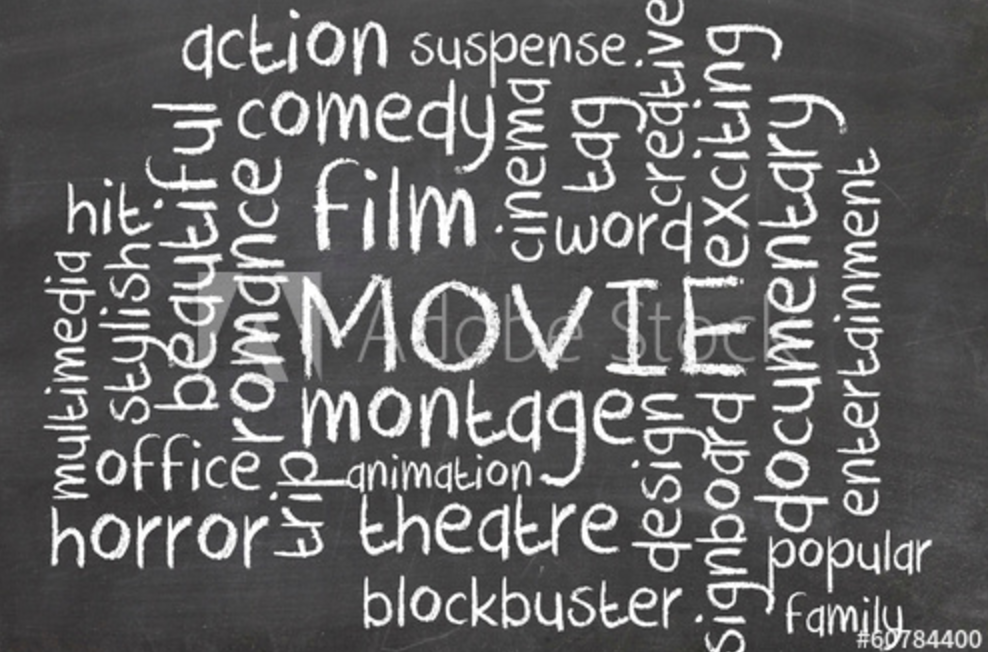 action
suspense
creative
exciting
comedy
cinema
tag
beautiful
film
word
documentary
entertainment
hit
stylish
romance
multimedia
MOVIE
Adobe Stock
montage
design
signboard
office
trip
animation
horror
theatre
popular
blockbuster
family
#60784400